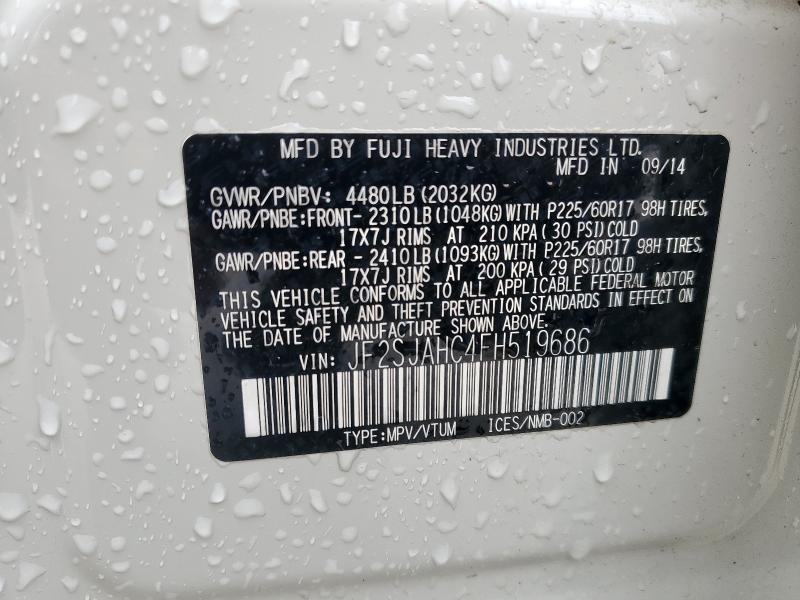 MFD BY FUJI HEAVY INDUSTRIES LTD.
MFD IN 09/14
GVWR/PNBV: 4480LB (2032KG)
GAWR/PNBE:FRONT- 2310LB (1048KG) WITH P225/60R17 98H TIRES,
17X7J RIMS AT 210 KPA ( 30 PSI) COLD
GAWR/PNBE:REAR - 2410LB (1093KG) WITH P225/60R17 98H TIRES,
17X7J RIMS AT 200 KPA ( 29 PSI) COLD
THIS VEHICLE CONFORMS TO ALL APPLICABLE FEDERAL MOTOR
VEHICLE SAFETY AND THEFT PREVENTION STANDARDS IN EFFECT ON
THE DATE OF MANUFACTURE SHOWN ABOVE.
VIN: JF2SJAHC4FH519686
TYPE:MPV/VTUM ICES/NMB-002